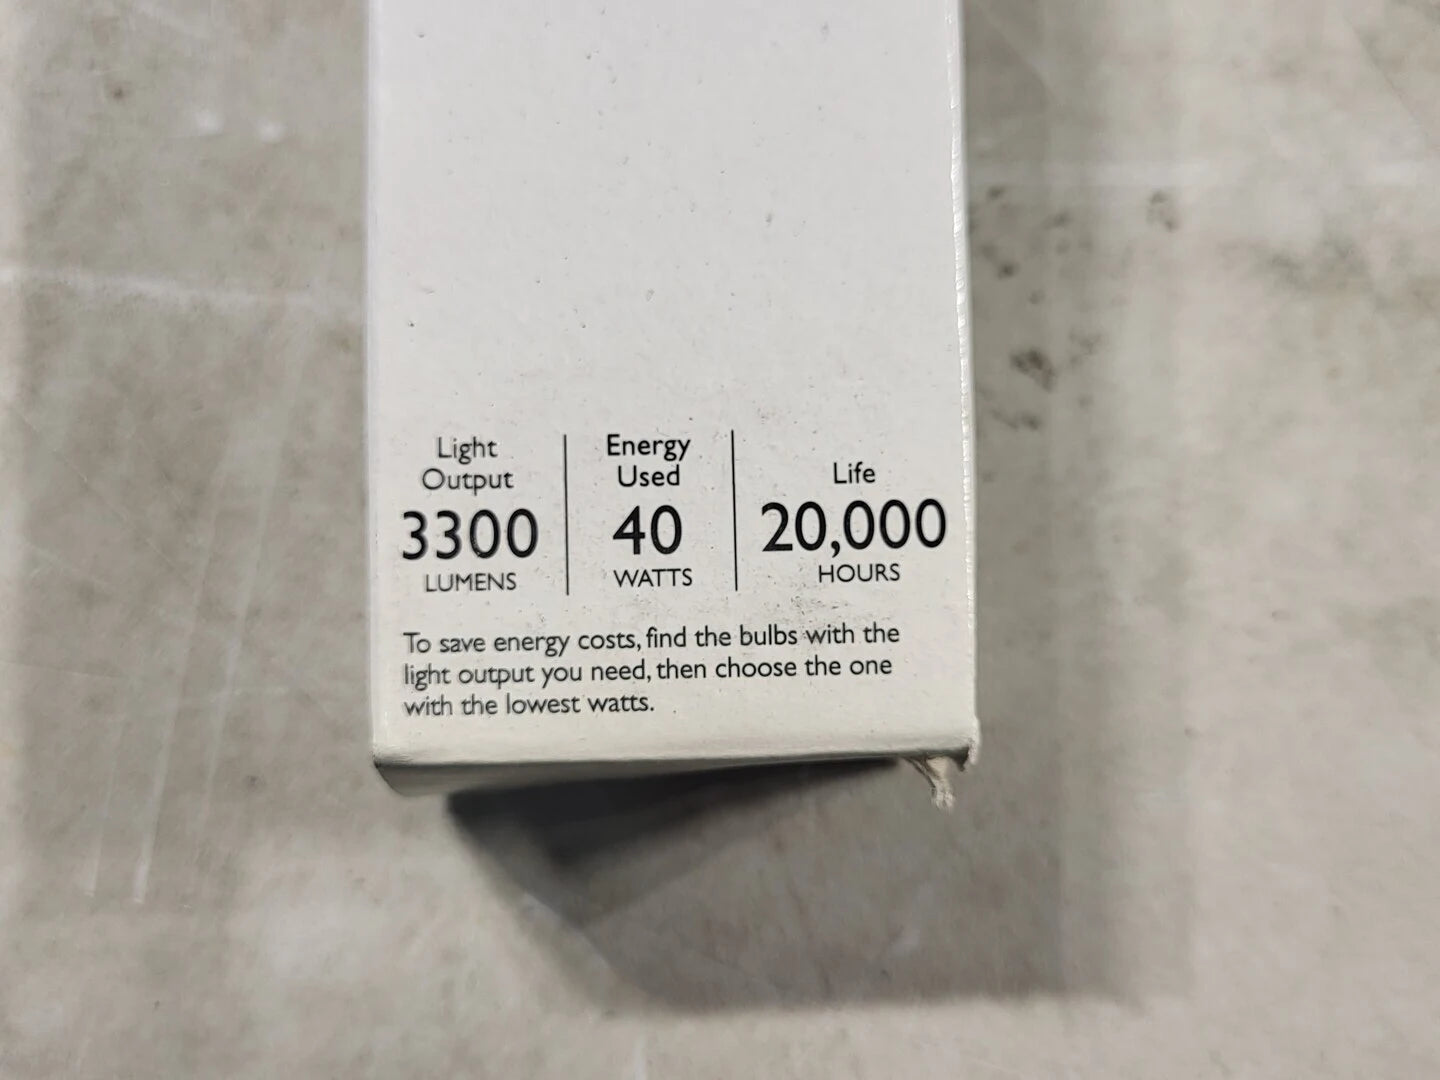 Light
Output
3300
LUMENS
Energy
Used
40
WATTS
Life
20,000
HOURS
To save energy costs, find the bulbs with the
light output you need, then choose the one
with the lowest watts.